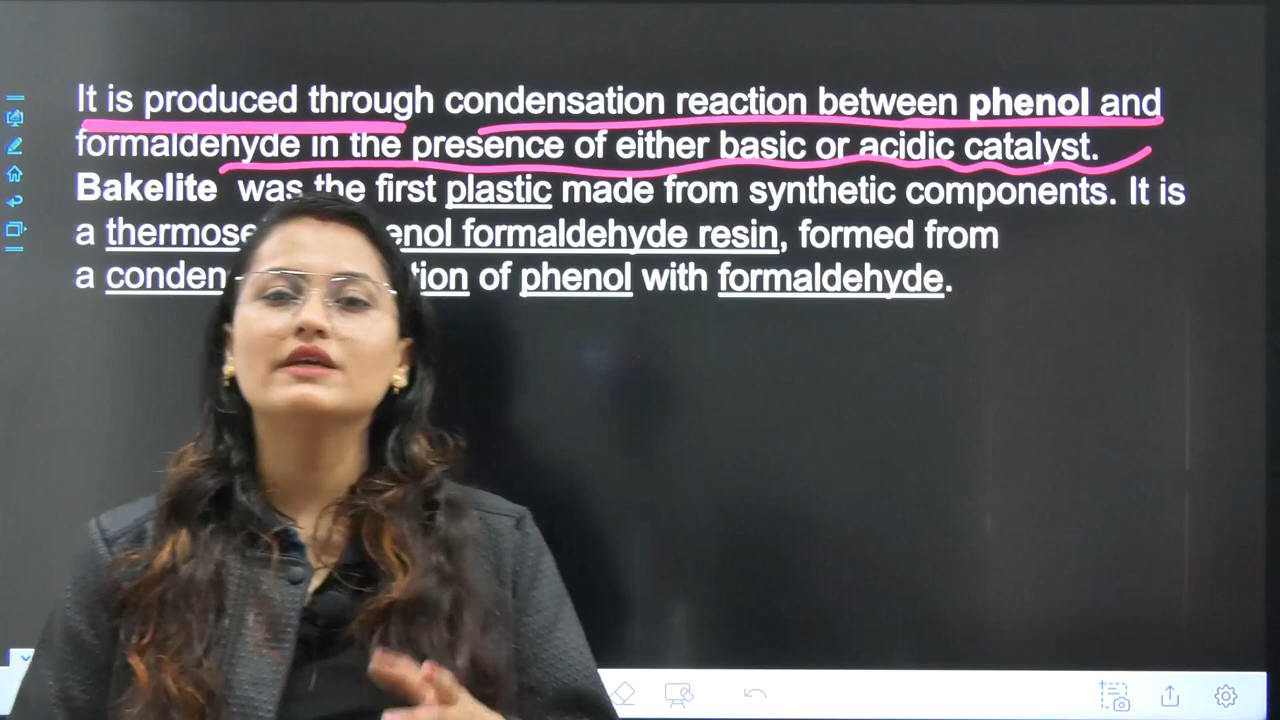 It is produced through condensation reaction between phenol and
formaldehyde in the presence of either basic or acidic catalyst.
Bakelite was the first plastic made from synthetic components. It is
a enol formaldehyde resin, formed from
a of phenol with formaldehyde.